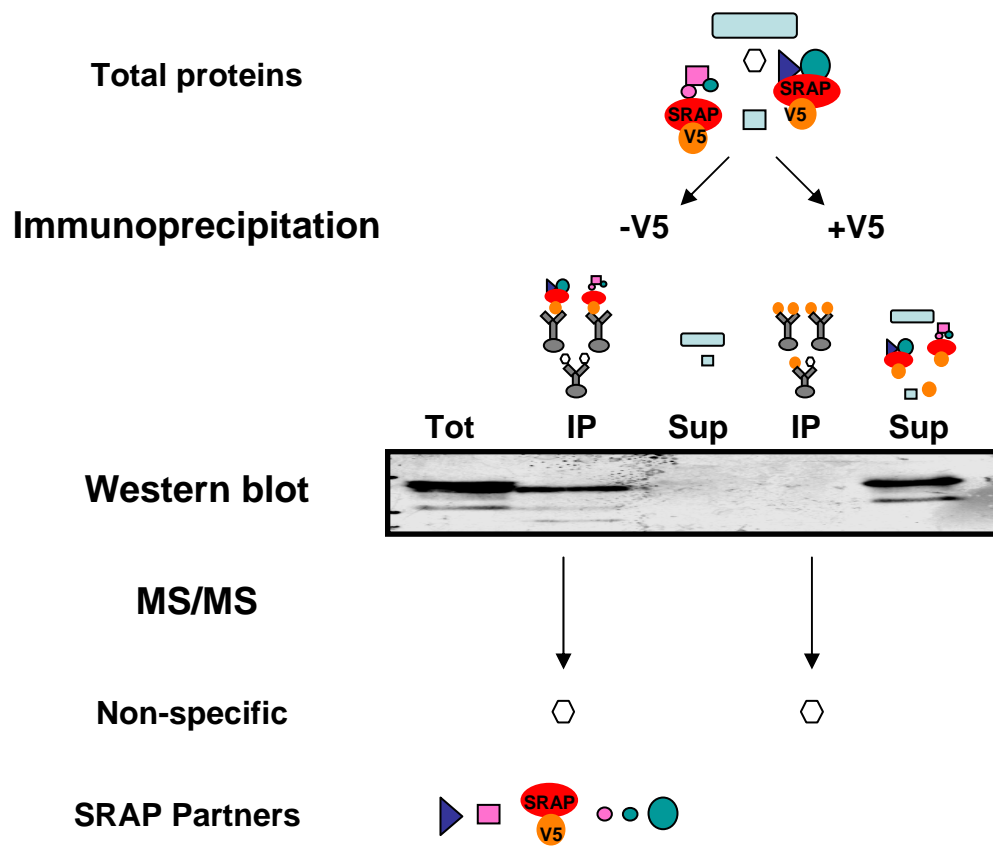 Total proteins
SRAP
V5
SRAP
V5
Immunoprecipitation
-V5
+V5
Tot
IP
Sup
IP
Sup
Western blot
MS/MS
Non-specific
SRAP Partners
SRAP
V5